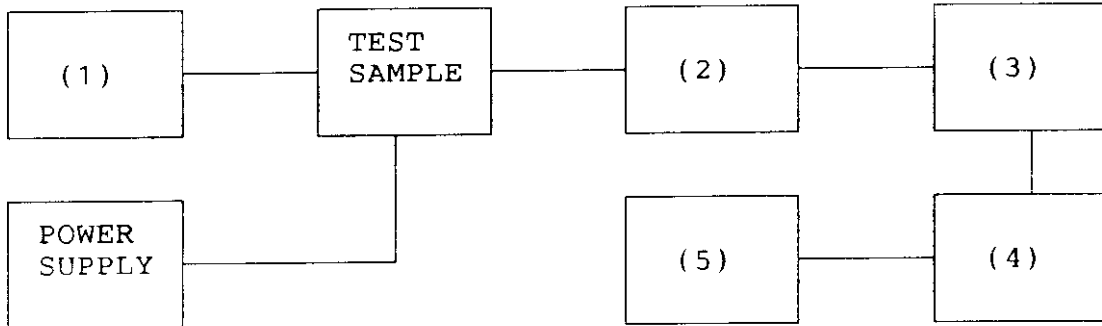 (1)
TEST
SAMPLE
(2)
(3)
POWER
SUPPLY
(5)
(4)